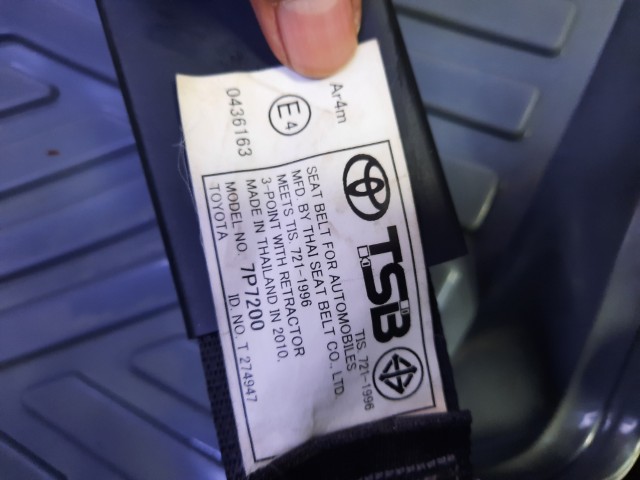 Ar4m
E4
0436163
TSB
TIS. 721-1996
SEAT BELT FOR AUTOMOBILES
MFD. BY THAI SEAT BELT CO., LTD.
MEETS TIS. 721-1996
3-POINT WITH RETRACTOR
MADE IN THAILAND IN 2010.
MODEL NO. 7P7200 ID. NO. T 274947
TOYOTA